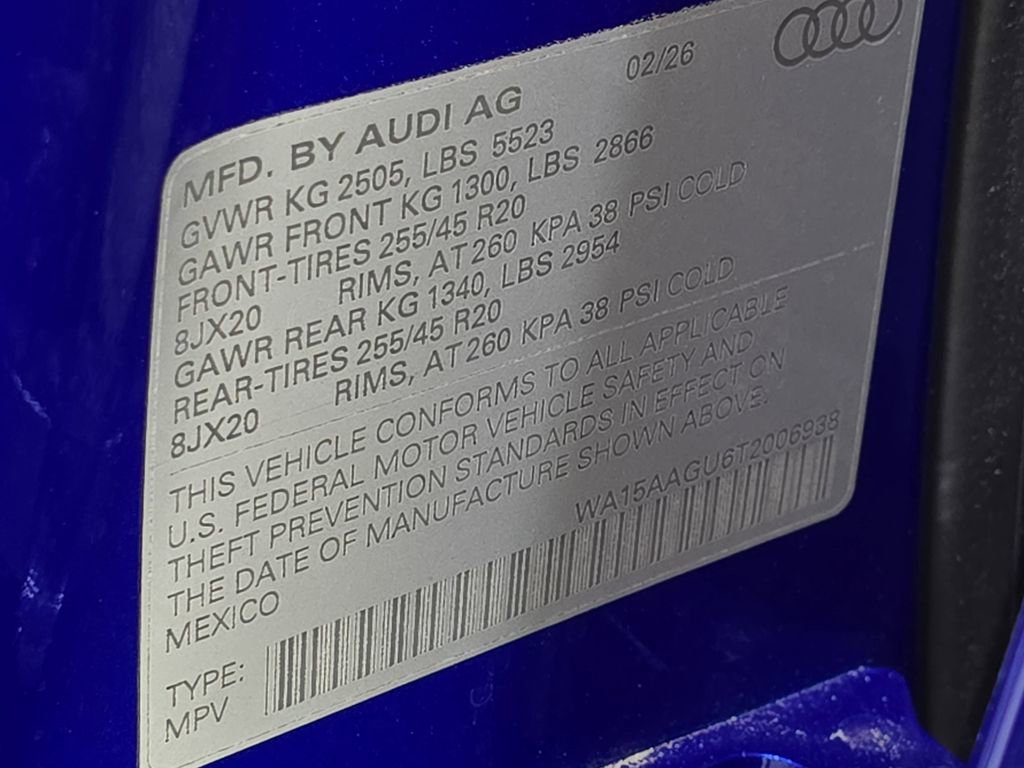 02/26
MFD. BY AUDI AG
GVWR KG 2505, LBS 5523
GAWR FRONT KG 1300, LBS 2866
FRONT-TIRES 255/45 R20
8JX20 RIMS, AT 260 KPA 38 PSI COLD
GAWR REAR KG 1340, LBS 2954
REAR-TIRES 255/45 R20
8JX20 RIMS, AT 260 KPA 38 PSI COLD
THIS VEHICLE CONFORMS TO ALL APPLICABLE
U.S. FEDERAL MOTOR VEHICLE SAFETY AND
THEFT PREVENTION STANDARDS IN EFFECT ON
THE DATE OF MANUFACTURE SHOWN ABOVE.
MEXICO
WA15AAGU6T2006938
TYPE:
MPV